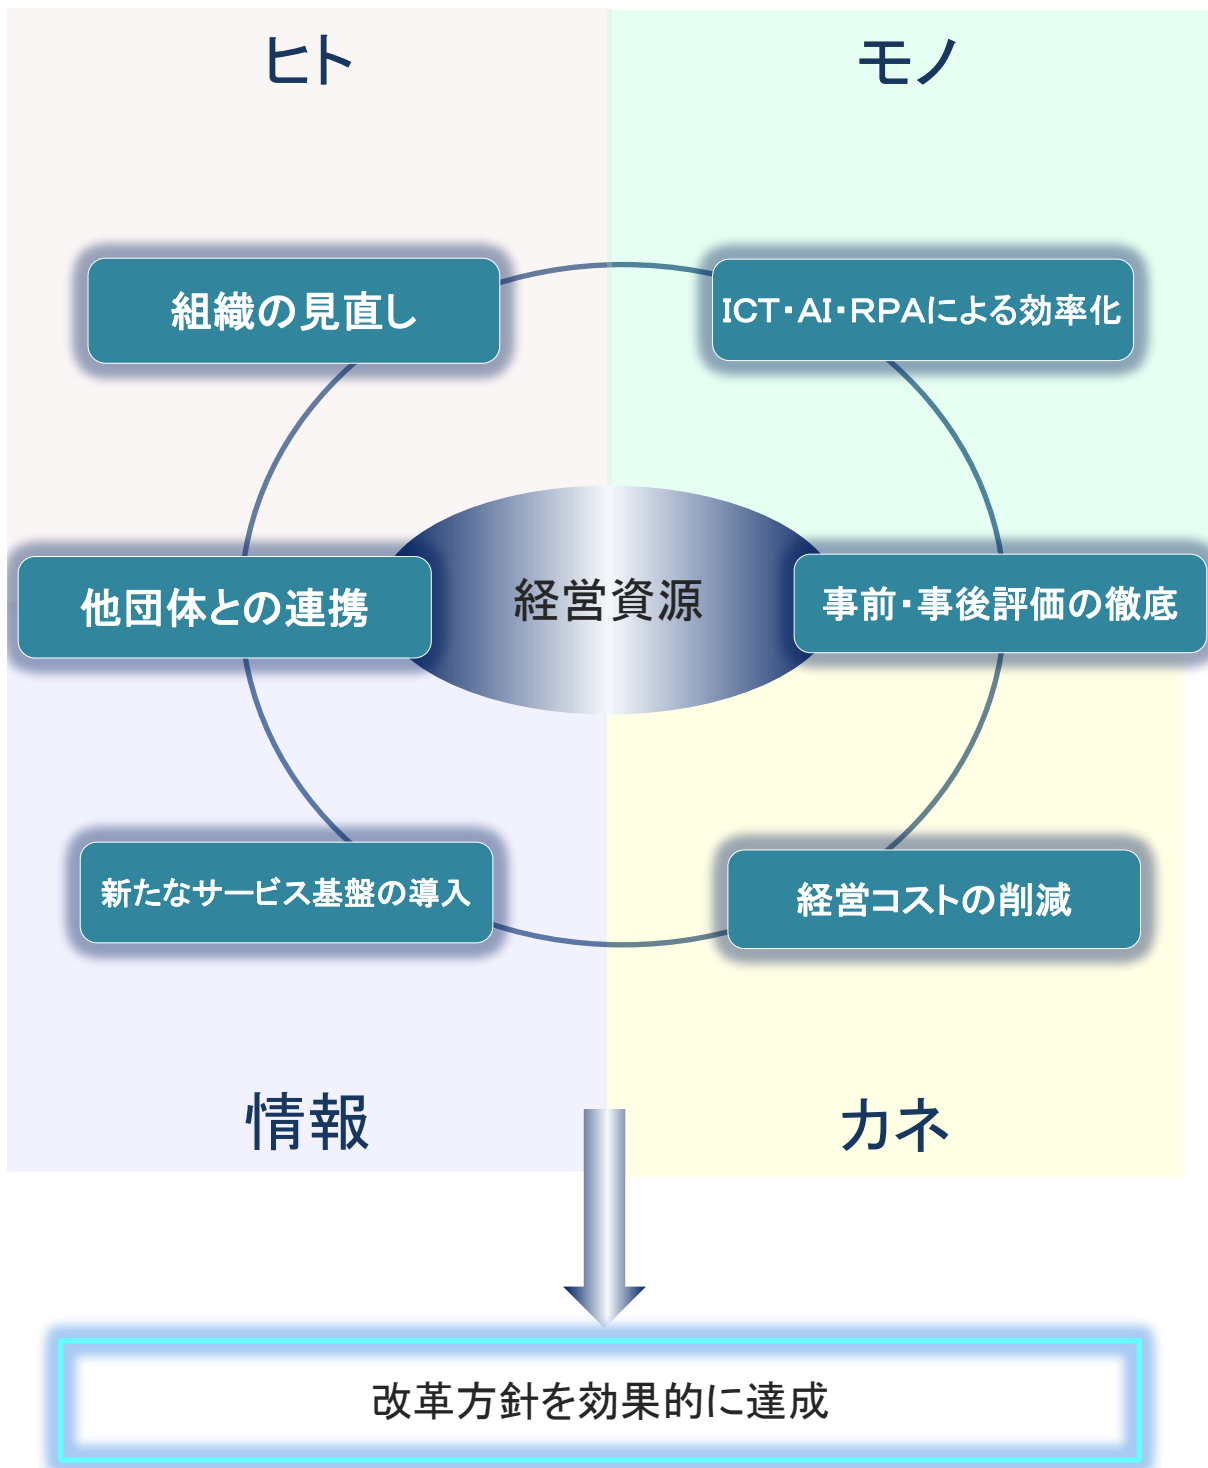 ヒト
モノ
組織の見直し
ICT・AI・RPAによる効率化
他団体との連携
経営資源
事前・事後評価の徹底
新たなサービス基盤の導入
経営コストの削減
情報
カネ
改革方針を効果的に達成